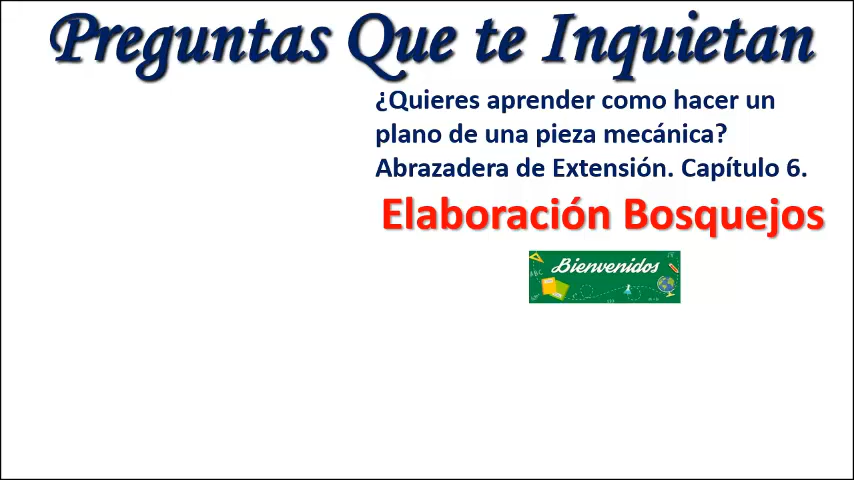 Preguntas Que te Inquietan
¿Quieres aprender como hacer un
plano de una pieza mecánica?
Abrazadera de Extensión. Capítulo 6.
Elaboración Bosquejos
Bienvenidos